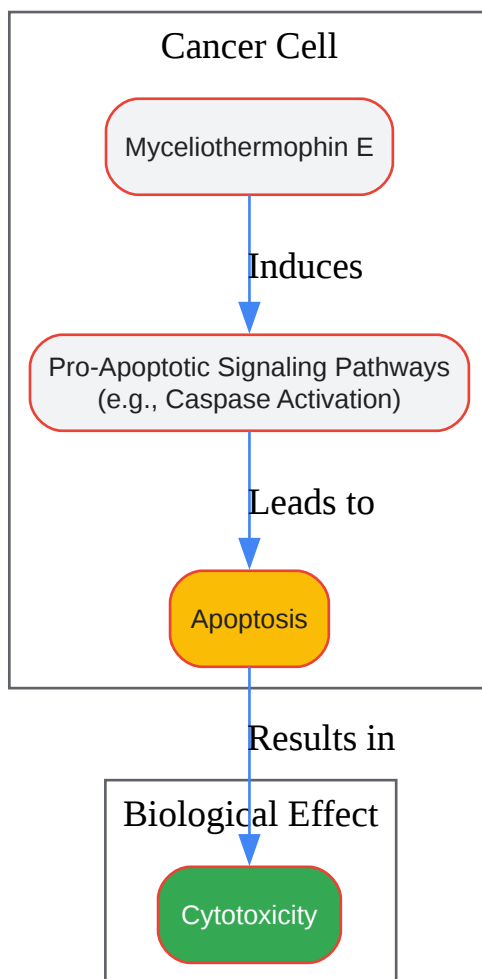 Cancer Cell
Myceliothermophin E
Induces
Pro-Apoptotic Signaling Pathways
(e.g., Caspase Activation)
Leads to
Apoptosis
Results in
Biological Effect
Cytotoxicity